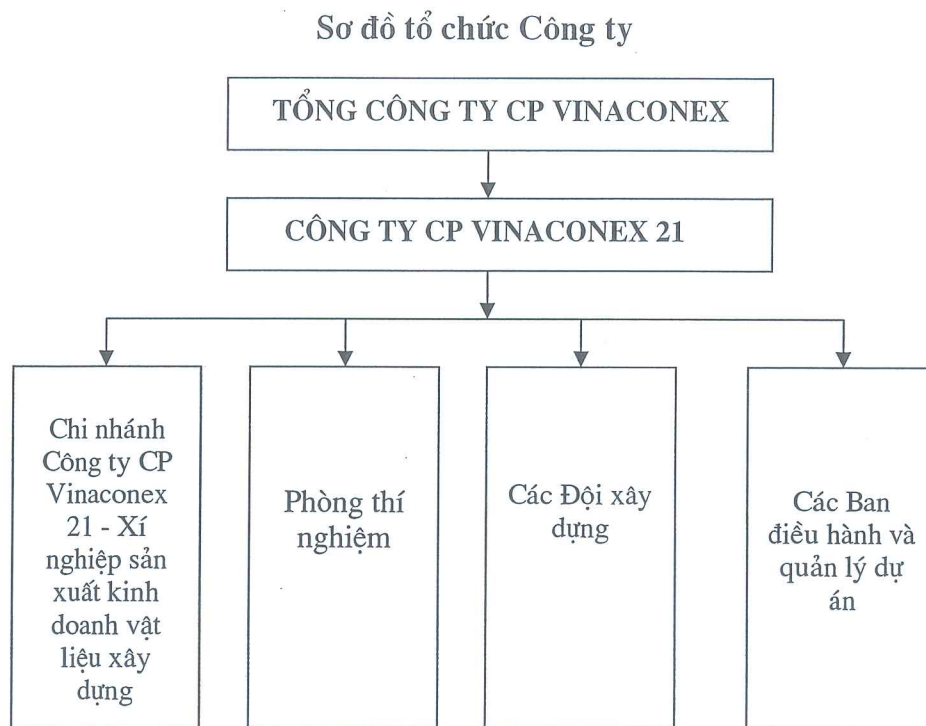 Sơ đồ tổ chức Công ty
TỔNG CÔNG TY CP VINACONEX
CÔNG TY CP VINACONEX 21
Chi nhánh
Công ty CP
Vinaconex
21 - Xí
nghiệp sản
xuất kinh
doanh vật
liệu xây
dựng
Phòng thí
nghiệm
Các Đội xây
dựng
Các Ban
điều hành và
quản lý dự
án